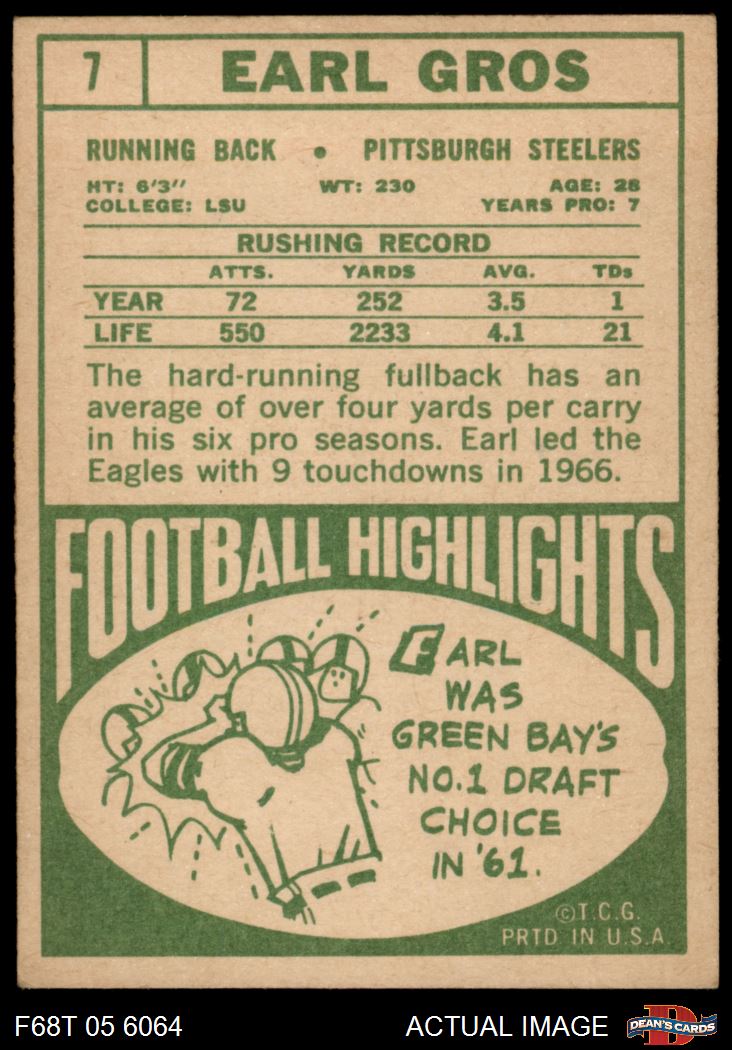 7 EARL GROS
RUNNING BACK • PITTSBURGH STEELERS
HT: 6'3" WT: 230 AGE: 28
COLLEGE: LSU YEARS PRO: 7
RUSHING RECORD
ATTS. YARDS AVG. TDs
YEAR 72 252 3.5 1
LIFE 550 2233 4.1 21
The hard-running fullback has an
average of over four yards per carry
in his six pro seasons. Earl led the
Eagles with 9 touchdowns in 1966.
FOOTBALL HIGHLIGHTS
EARL
WAS
GREEN BAY'S
NO.1 DRAFT
CHOICE
IN '61.
©T.C.G.
PRTD IN U.S.A
F68T 05 6064 ACTUAL IMAGE D DEAN'S CARDS